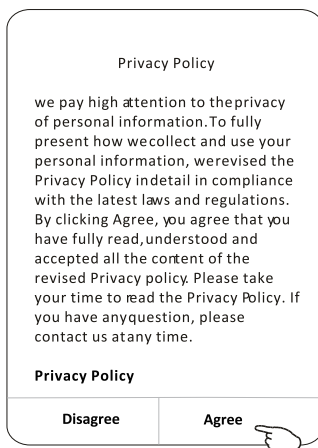 Privacy Policy
we pay high attention to theprivacy
of personal information.To fully
present how wecollect and use your
personal information, werevised the
Privacy Policy indetail in compliance
with the latest laws and regulations.
By clicking Agree, you agree that you
have fully read,understood and
accepted all the content of the
revised Privacy policy. Please take
your time to read the Privacy Policy. If
you have anyquestion, please
contact us atany time.
Privacy Policy
Disagree Agree